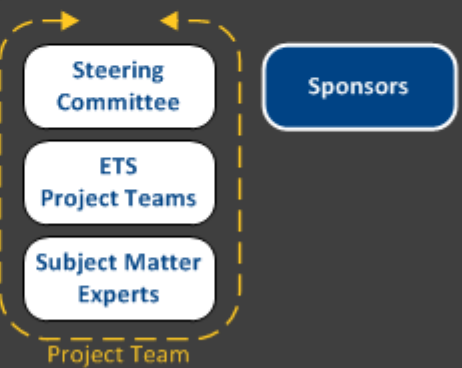 Steering
Committee
ETS
Project Teams
Subject Matter
Experts
Project Team
Sponsors